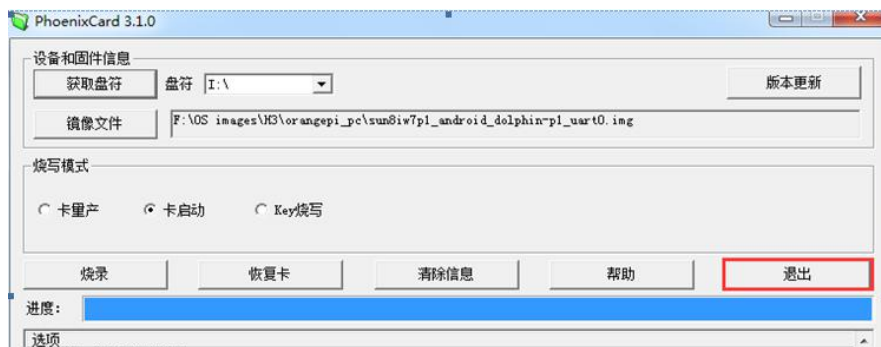 PhoenixCard 3.1.0
设备和固件信息
获取盘符 盘符 I:\ 版本更新
镜像文件 F:\OS images\H3\orangepi_pc\sun8iw7p1_android_dolphin-p1_uart0.img
烧写模式
卡量产 卡启动 Key烧写
烧录 恢复卡 清除信息 帮助 退出
进度:
选项